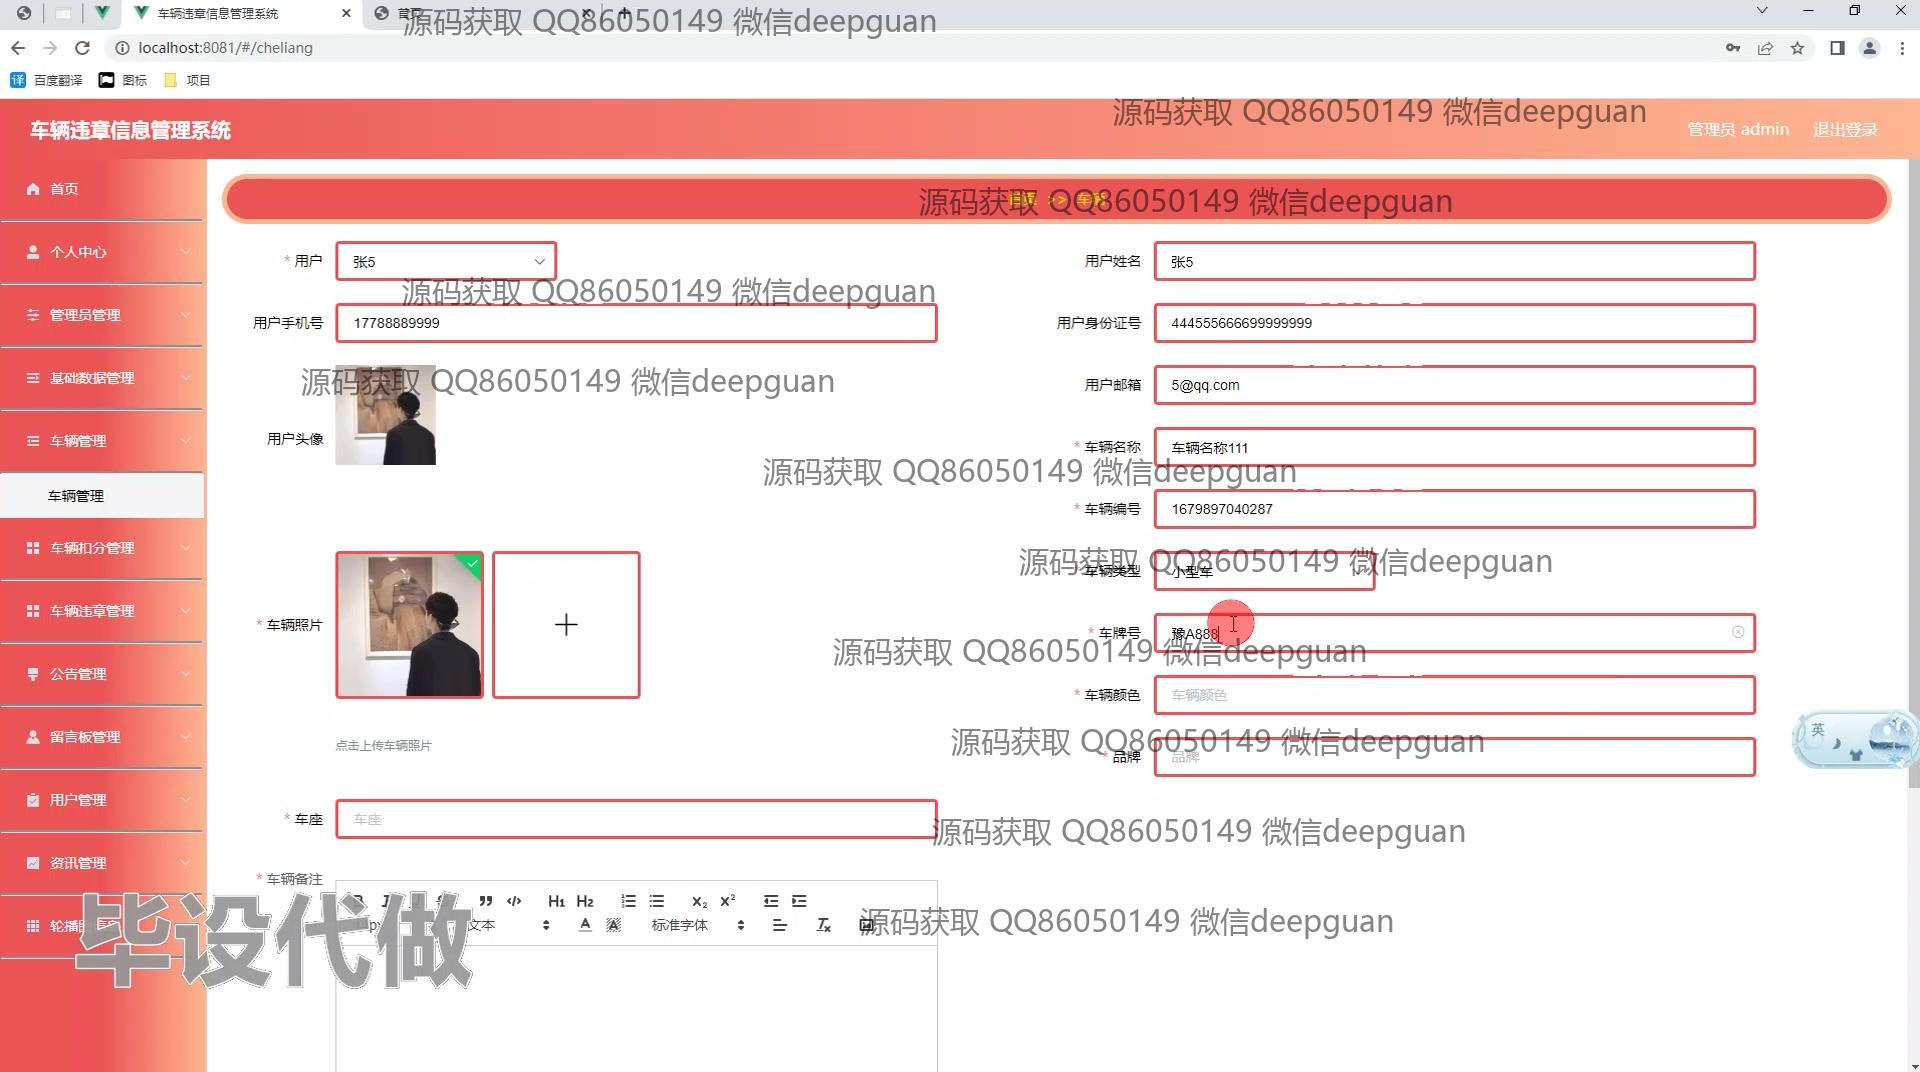 车辆违章信息管理系统
源码获取 QQ86050149 微信deepguan
localhost:8081/#/cheliang
百度翻译
图标
项目
车辆违章信息管理系统
源码获取 QQ86050149 微信deepguan
管理员 admin
退出登录
首页
源码获取 QQ86050149 微信deepguan
个人中心
* 用户
张5
用户姓名
张5
源码获取 QQ86050149 微信deepguan
管理员管理
用户手机号
17788889999
用户身份证号
444555666699999999
基础数据管理
源码获取 QQ86050149 微信deepguan
用户邮箱
5@qq.com
车辆管理
用户头像
* 车辆名称
车辆名称111
源码获取 QQ86050149 微信deepguan
车辆管理
* 车辆编号
1679897040287
车辆扣分管理
源码获取 QQ86050149 微信deepguan
车辆类型
小型车
车辆违章管理
* 车辆照片
* 车牌号
豫A888
源码获取 QQ86050149 微信deepguan
公告管理
* 车辆颜色
车辆颜色
留言板管理
点击上传车辆照片
源码获取 QQ86050149 微信deepguan
* 品牌
品牌
英
用户管理
* 车座
车座
源码获取 QQ86050149 微信deepguan
资讯管理
* 车辆备注
H1 H2
X2 X2
文本
标准字体
源码获取 QQ86050149 微信deepguan
轮播
毕设代做